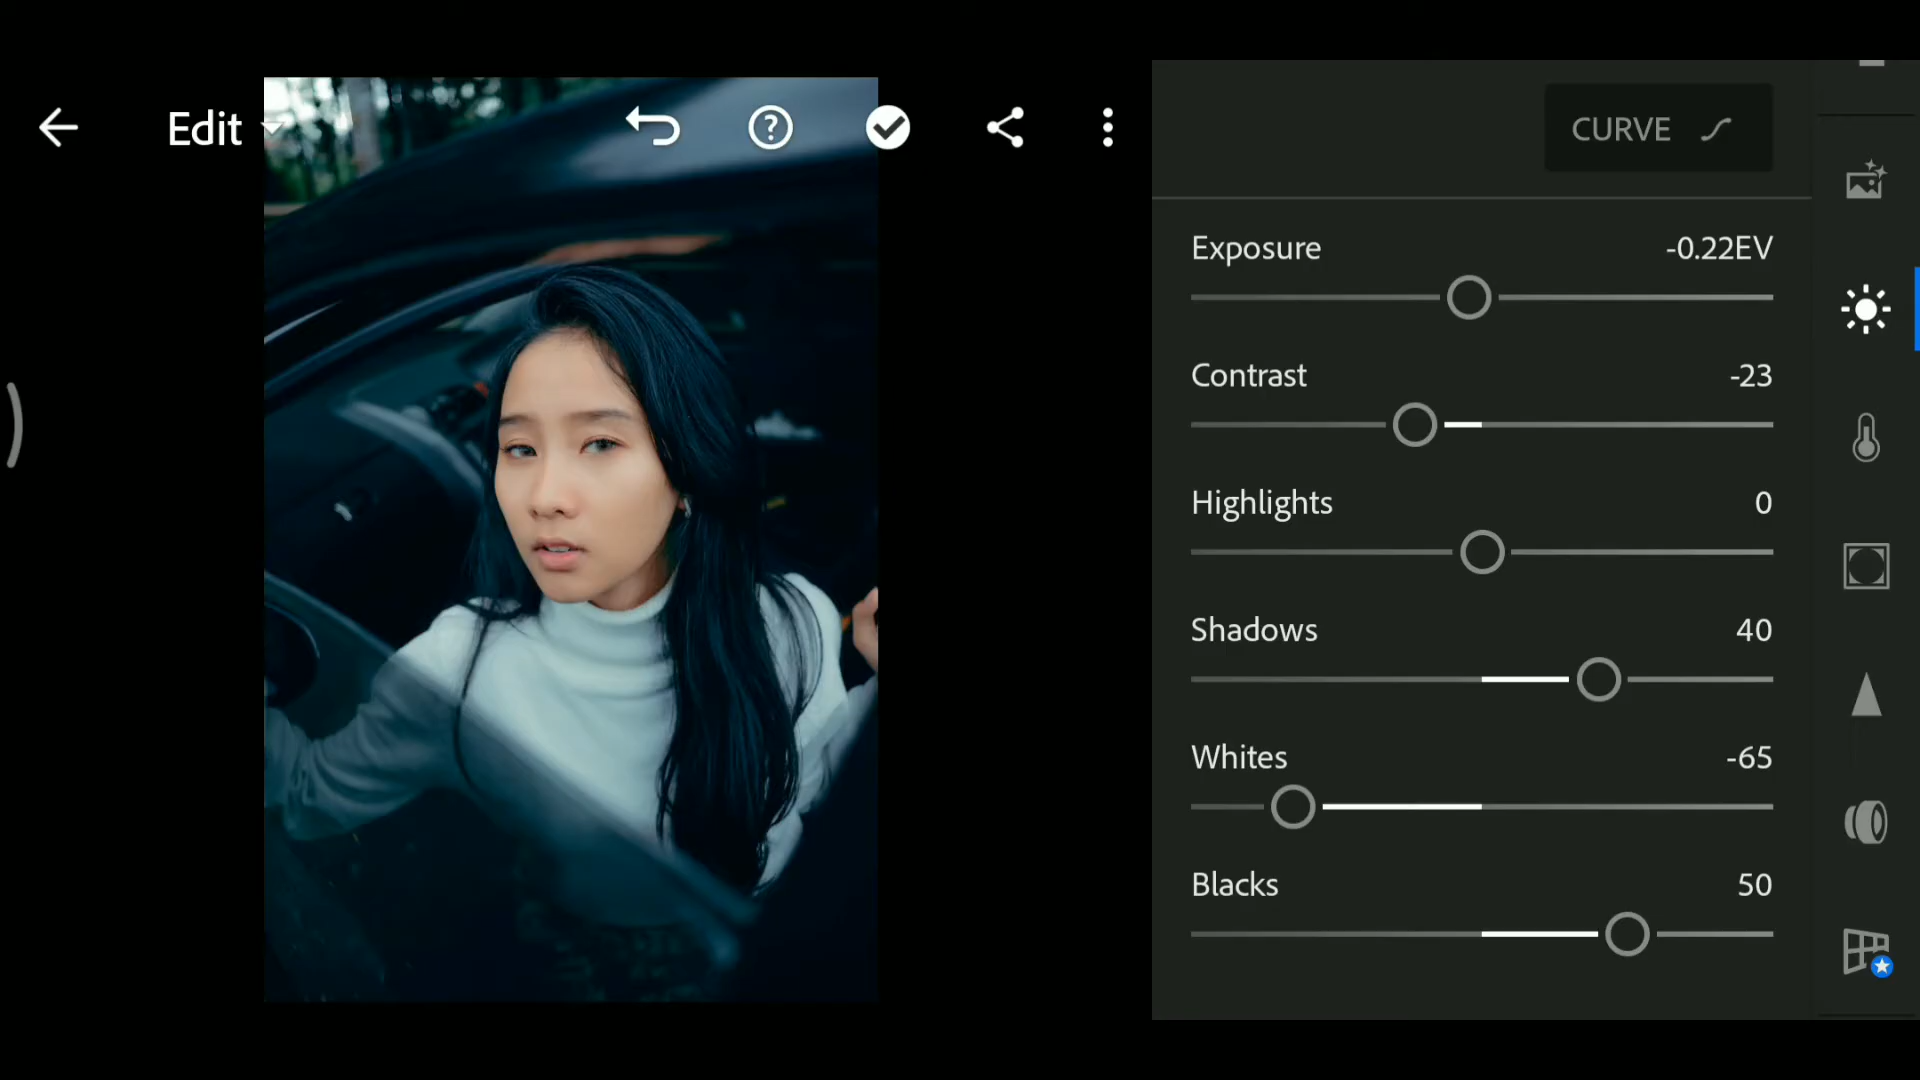 Edit
CURVE
Exposure -0.22EV
Contrast -23
Highlights 0
Shadows 40
Whites -65
Blacks 50